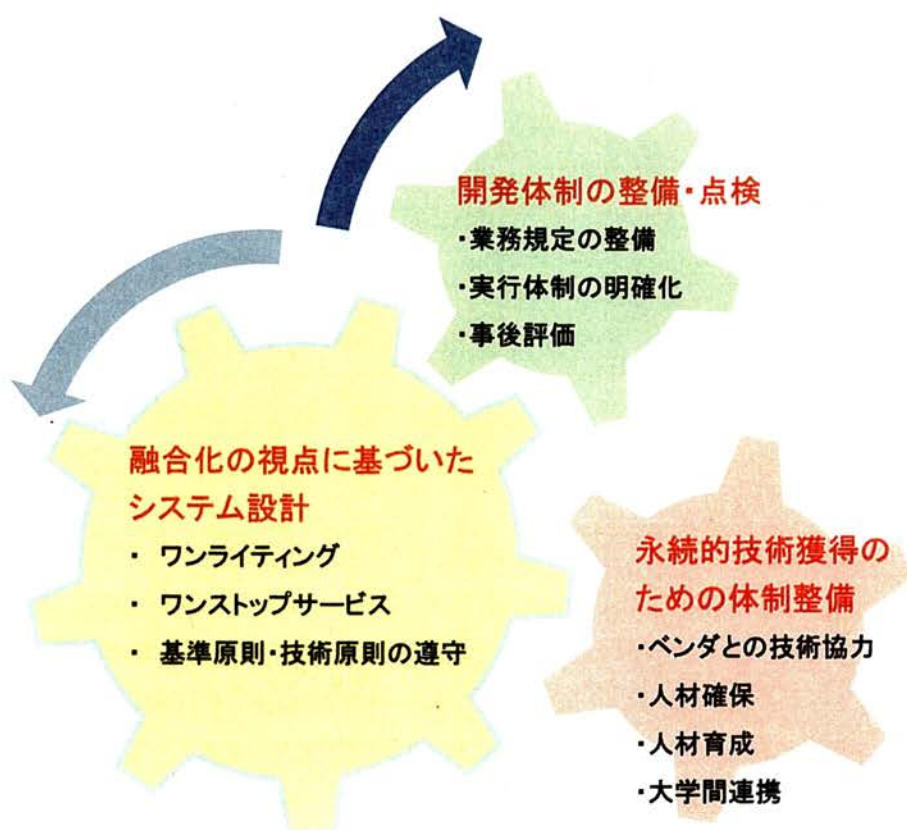 開発体制の整備・点検
・業務規定の整備
・実行体制の明確化
・事後評価
融合化の視点に基づいた
システム設計
・ ワンライティング
・ ワンストップサービス
・ 基準原則・技術原則の遵守
永続的技術獲得の
ための体制整備
・ベンダとの技術協力
・人材確保
・人材育成
・大学間連携